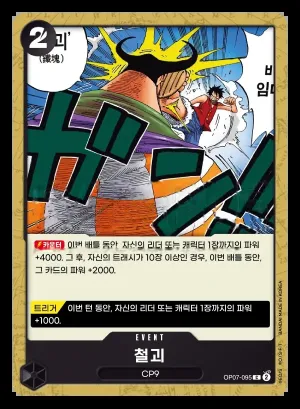 2
괴'
(鐵塊)
ガン
카운터 이번 배틀 동안, 자신의 리더 또는 캐릭터 1장까지의 파워
+4000. 그 후, 자신의 트래시가 10장 이상인 경우, 이번 배틀 동안,
그 카드의 파워 +2000.
트리거 이번 턴 동안, 자신의 리더 또는 캐릭터 1장까지의 파워
+1000.
EVENT
철괴
CP9
OP07-095 C 2